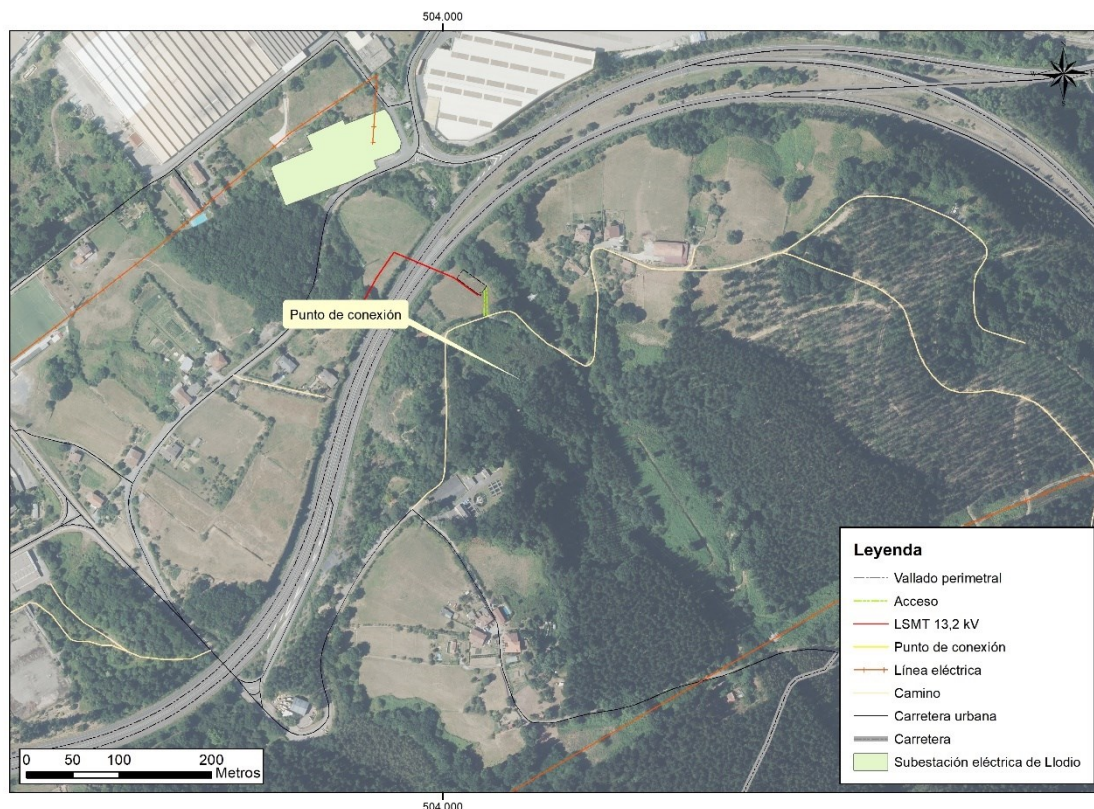 504.000
Punto de conexión
Leyenda
Vallado perimetral
Acceso
LSMT 13,2 kV
Punto de conexión
Línea eléctrica
Camino
Carretera urbana
Carretera
Subestación eléctrica de Llodio
0 50 100 200
Metros
504.000